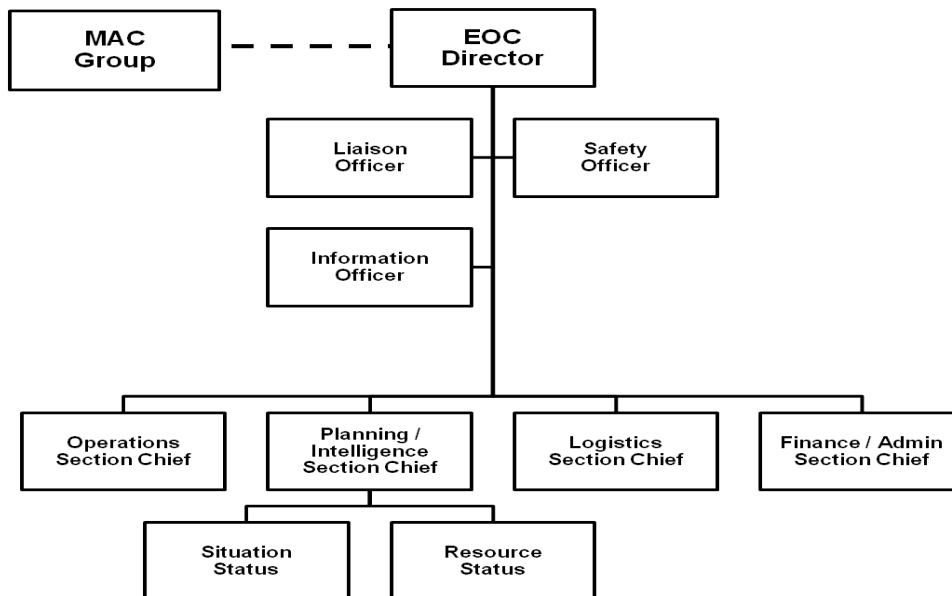 MAC
Group
EOC
Director
Liaison
Officer
Safety
Officer
Information
Officer
Operations
Section Chief
Planning /
Intelligence
Section Chief
Logistics
Section Chief
Finance / Admin
Section Chief
Situation
Status
Resource
Status